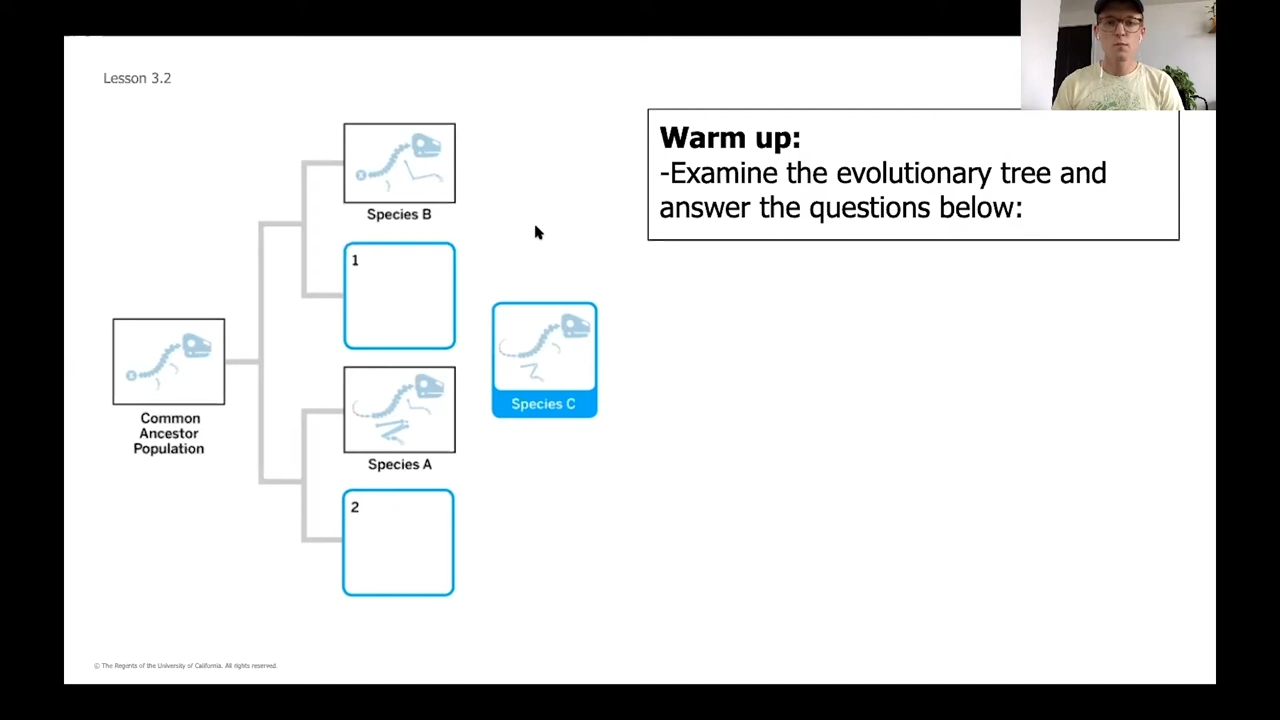 Lesson 3.2
Warm up:
-Examine the evolutionary tree and
answer the questions below:
Species B
1
Species C
Common
Ancestor
Population
Species A
2
© The Regents of the University of California. All rights reserved.